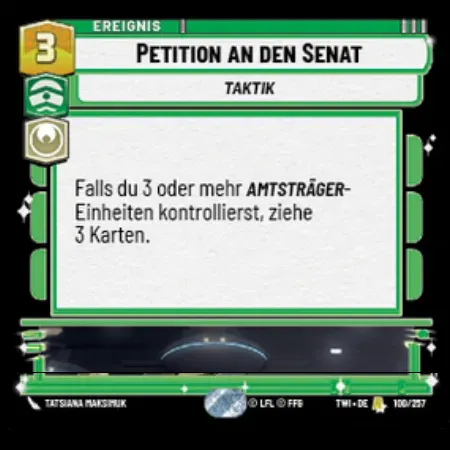 EREIGNIS
3
PETITION AN DEN SENAT
TAKTIK
Falls du 3 oder mehr AMTSTRÄGER-
Einheiten kontrollierst, ziehe
3 Karten.
TATSIANA MAKSIMUK
© LFL © FFG
TWI • DE
100/257